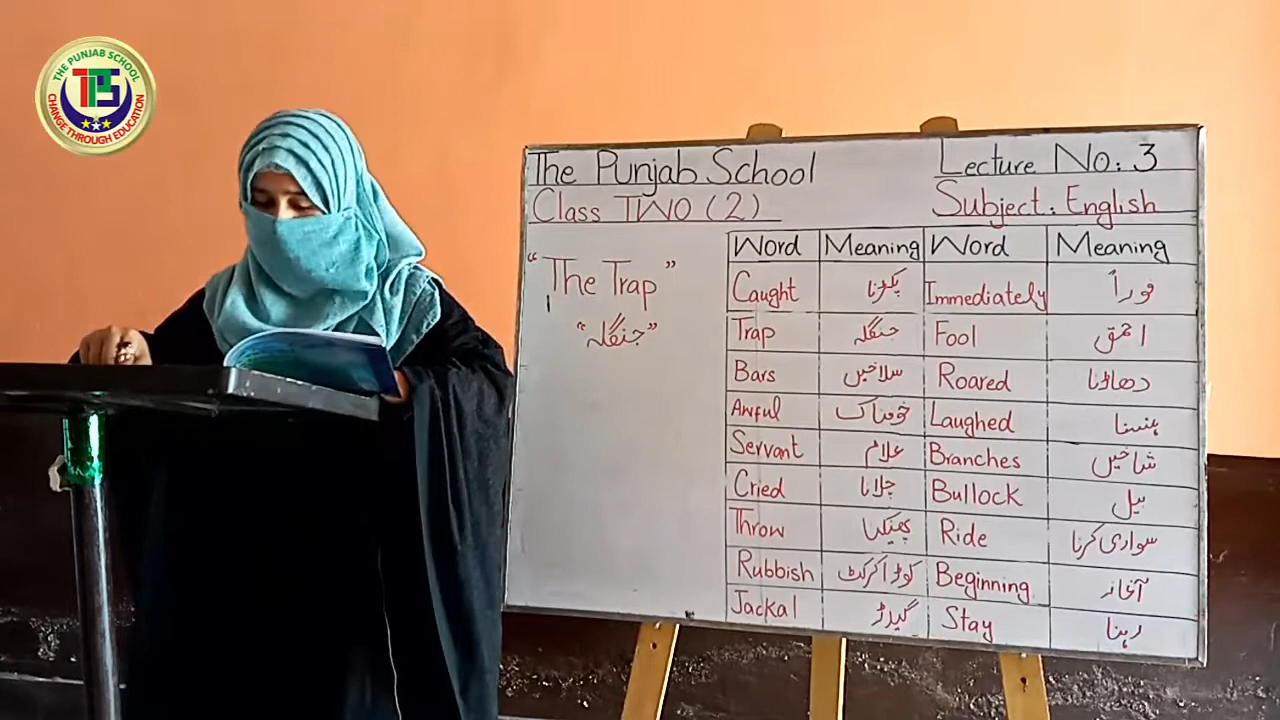 THE PUNJAB SCHOOL
TPS
CHANGE THROUGH EDUCATION
The Punjab School
Lecture No: 3
Class TWO (2)
Subject: English
"The Trap"
"جنگلہ"
Word Meaning Word Meaning
Caught پکڑنا Immediately فوراً
Trap جنگلہ Fool احمق
Bars سلاخیں Roared دھاڑنا
Awful خوفناک Laughed ہنسنا
Servant غلام Branches شاخیں
Cried چلانا Bullock بیل
Throw پھینکنا Ride سواری کرنا
Rubbish کوڑا کرکٹ Beginning آغاز
Jackal گیدڑ Stay رہنا